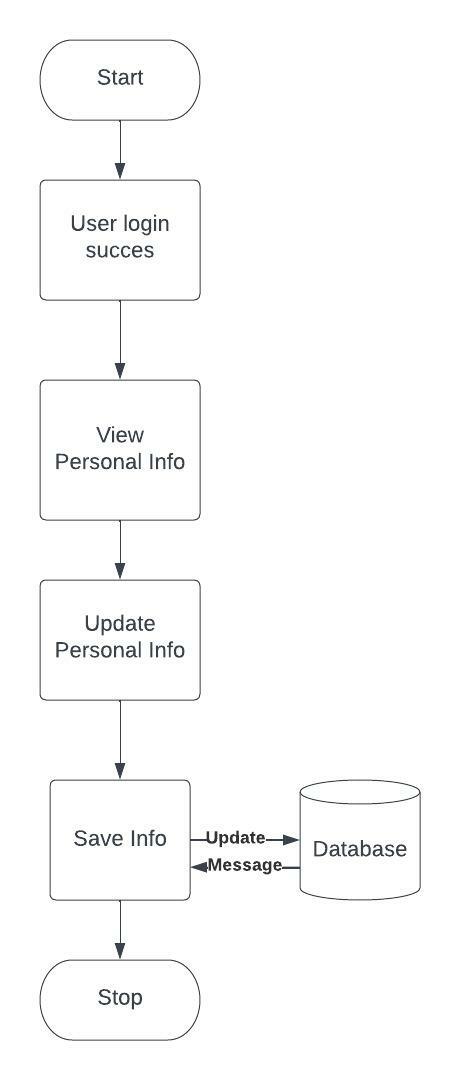 Start
User login
succes
View
Personal Info
Update
Personal Info
Save Info
Update
Message
Database
Stop